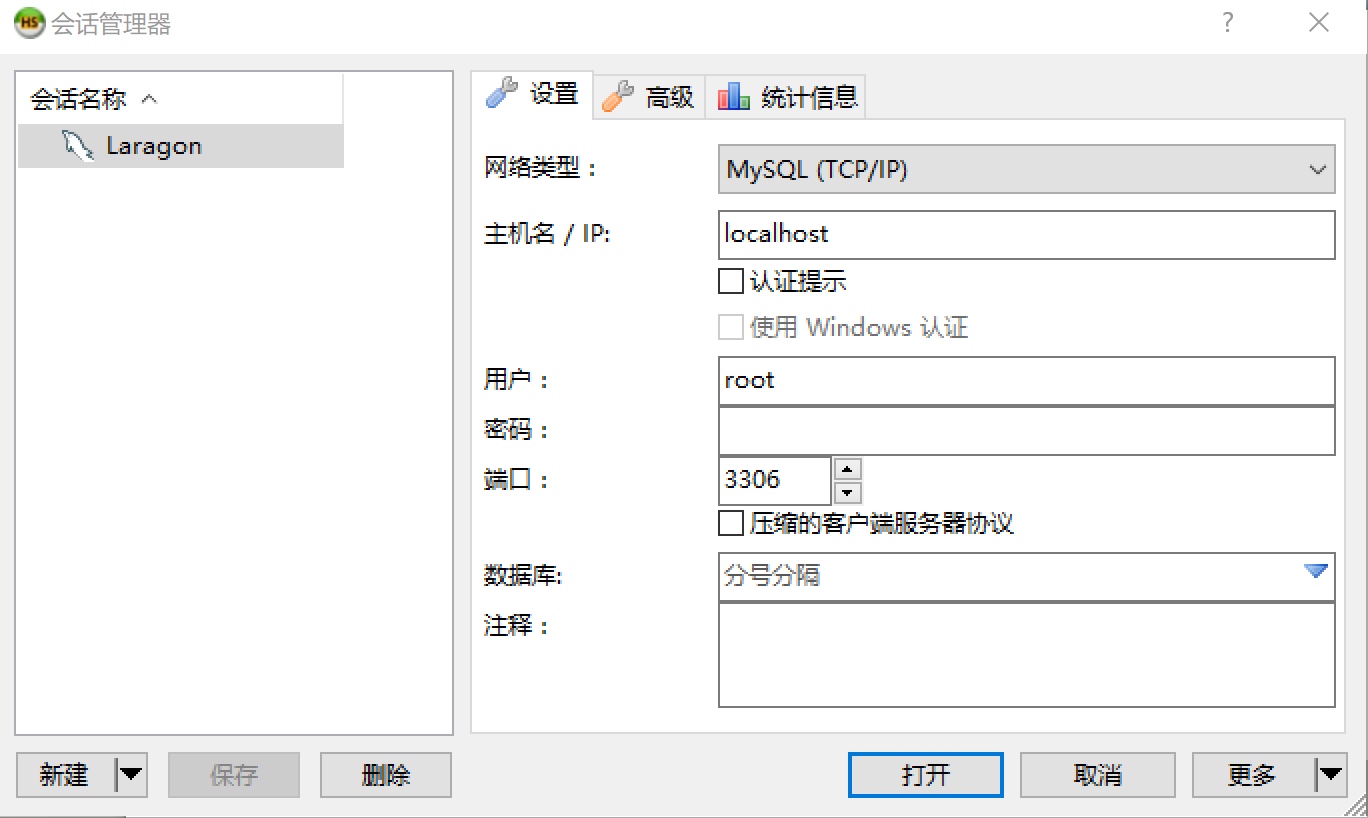 HS 会话管理器
会话名称
Laragon
设置 高级 统计信息
网络类型： MySQL (TCP/IP)
主机名 / IP: localhost
认证提示
使用 Windows 认证
用户： root
密码：
端口： 3306
压缩的客户端服务器协议
数据库: 分号分隔
注释：
新建 保存 删除 打开 取消 更多